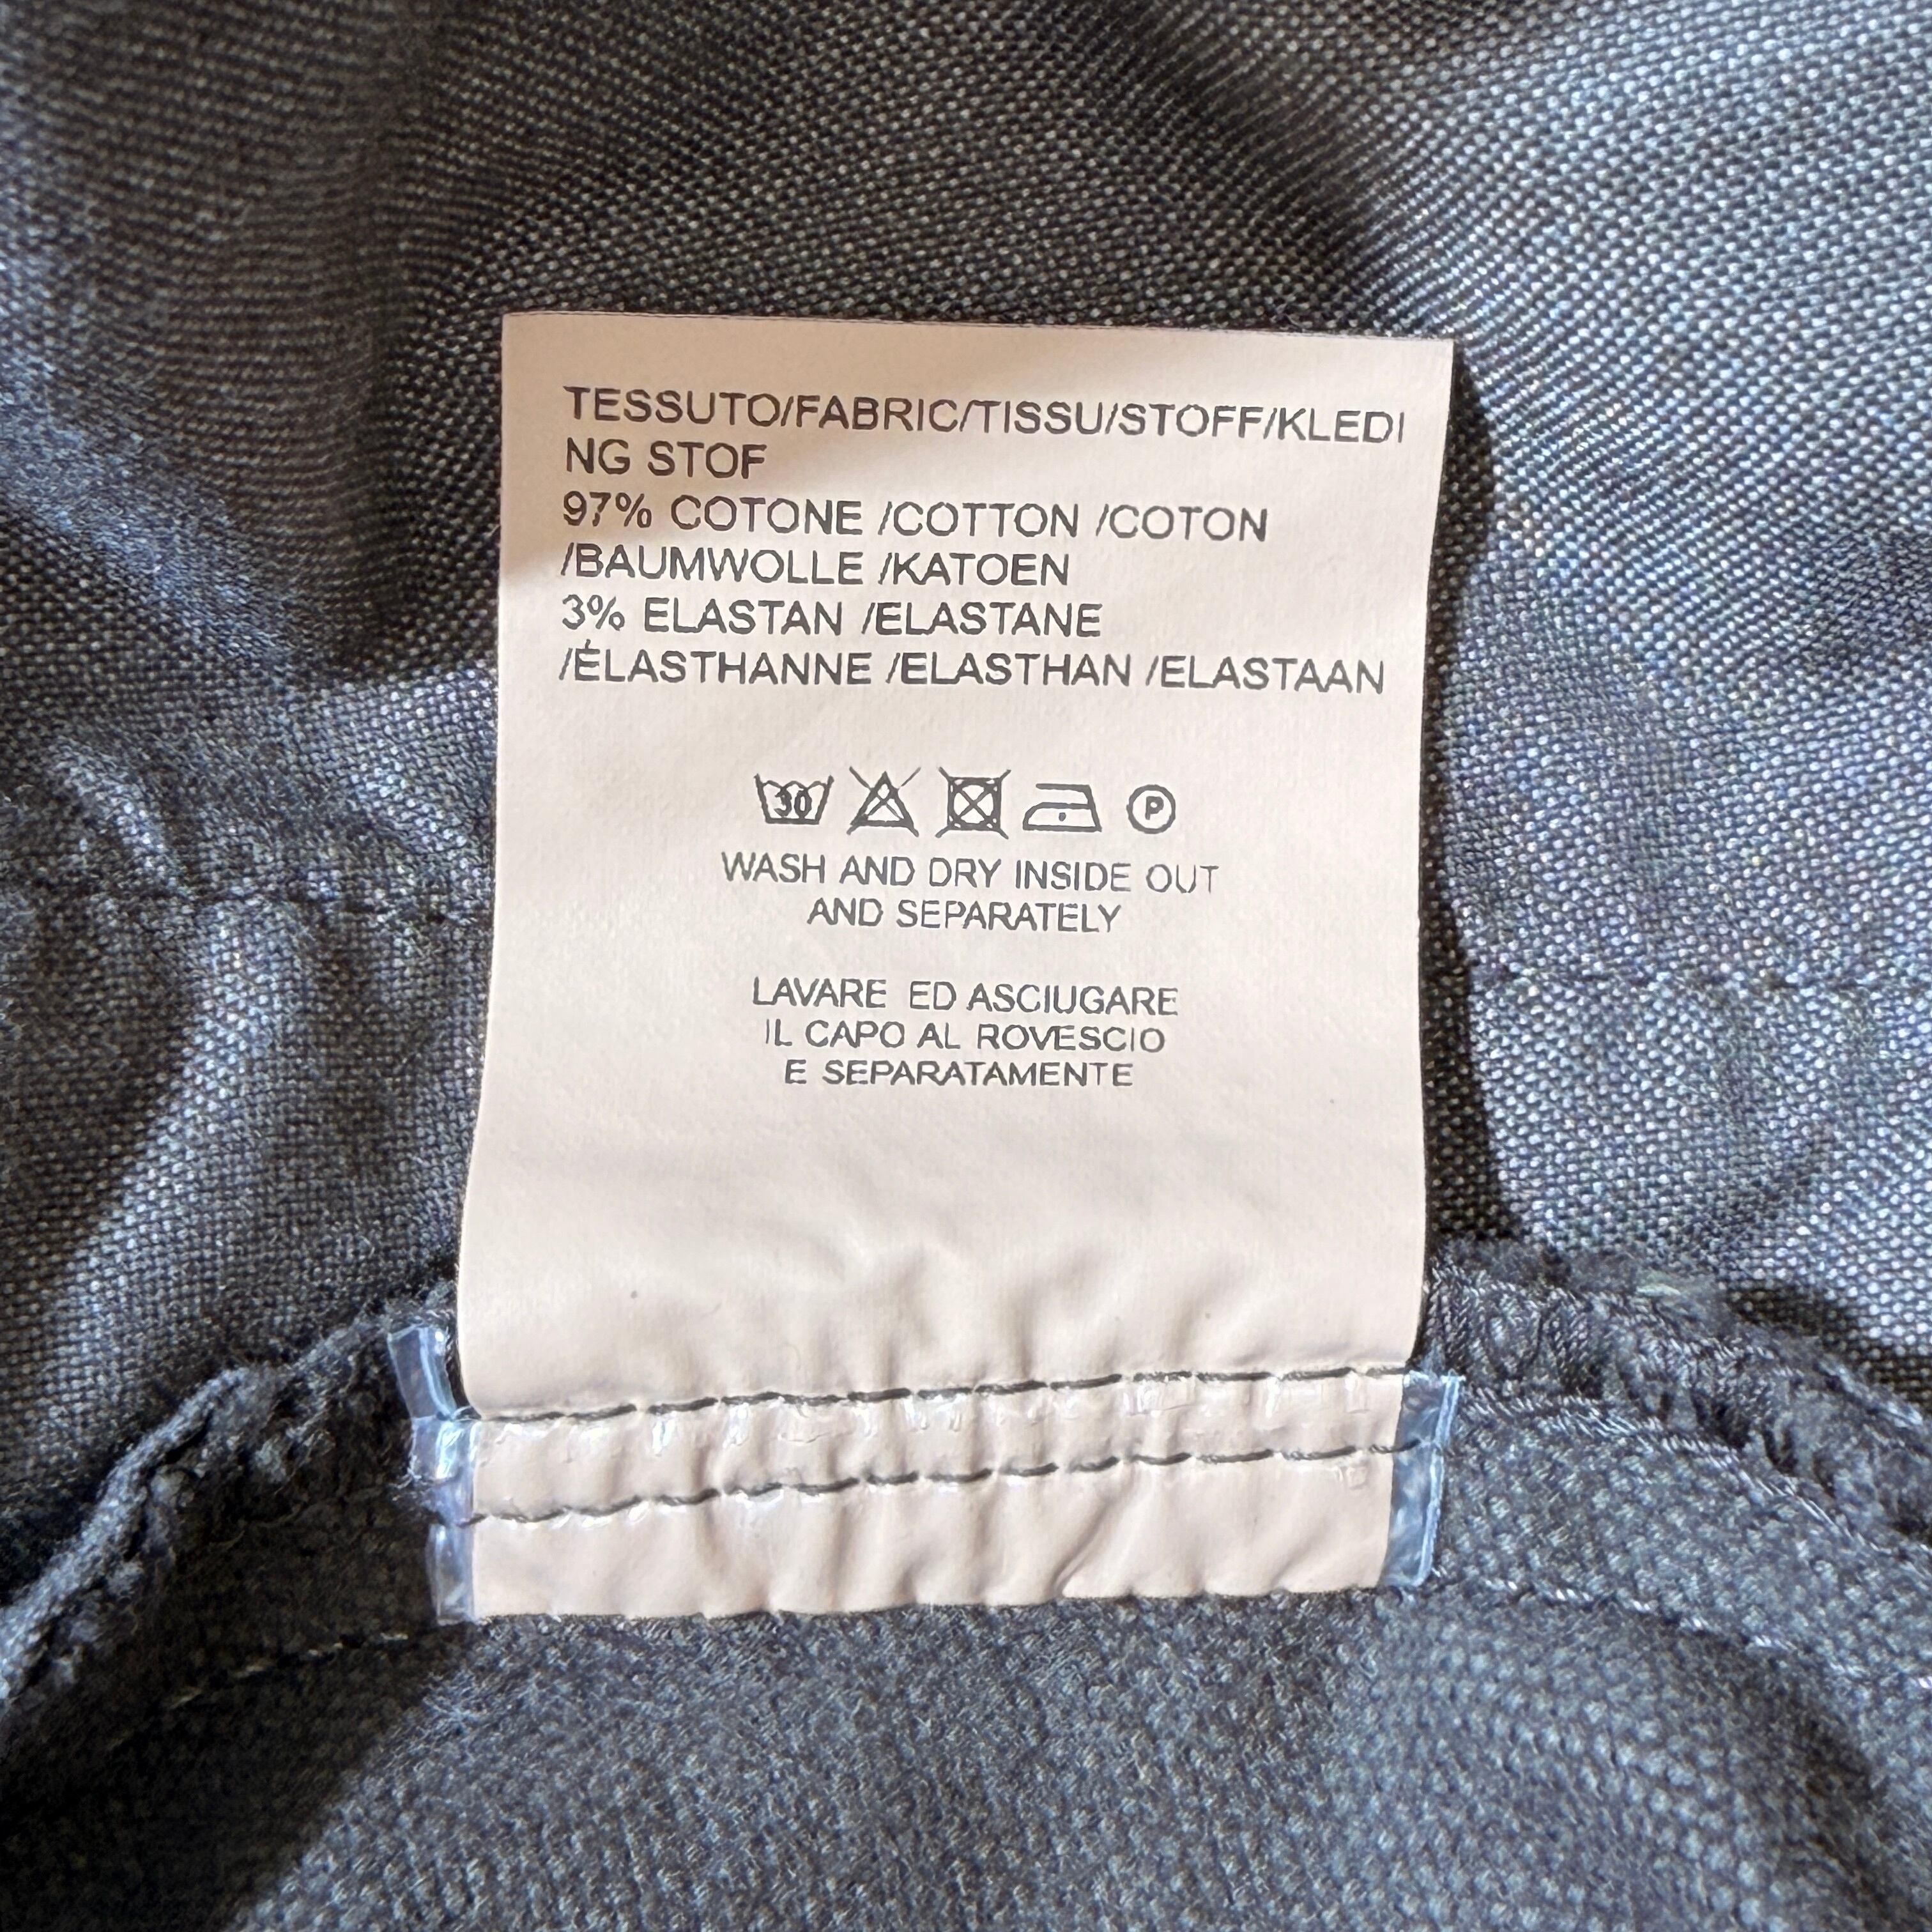 TESSUTO/FABRIC/TISSU/STOFF/KLEDI
NG STOF
97% COTONE /COTTON /COTON
/BAUMWOLLE /KATOEN
3% ELASTAN /ELASTANE
/ÉLASTHANNE /ELASTHAN /ELASTAAN
30 P
WASH AND DRY INSIDE OUT
AND SEPARATELY
LAVARE ED ASCIUGARE
IL CAPO AL ROVESCIO
E SEPARATAMENTE